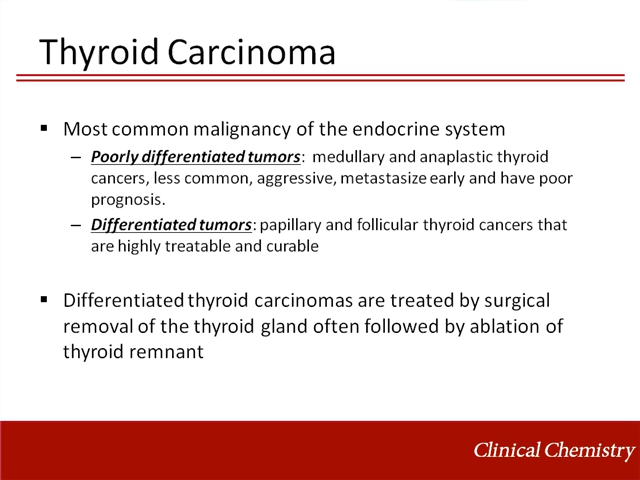 Thyroid Carcinoma
▪ Most common malignancy of the endocrine system
– Poorly differentiated tumors: medullary and anaplastic thyroid
cancers, less common, aggressive, metastasize early and have poor
prognosis.
– Differentiated tumors: papillary and follicular thyroid cancers that
are highly treatable and curable
▪ Differentiated thyroid carcinomas are treated by surgical
removal of the thyroid gland often followed by ablation of
thyroid remnant
Clinical Chemistry